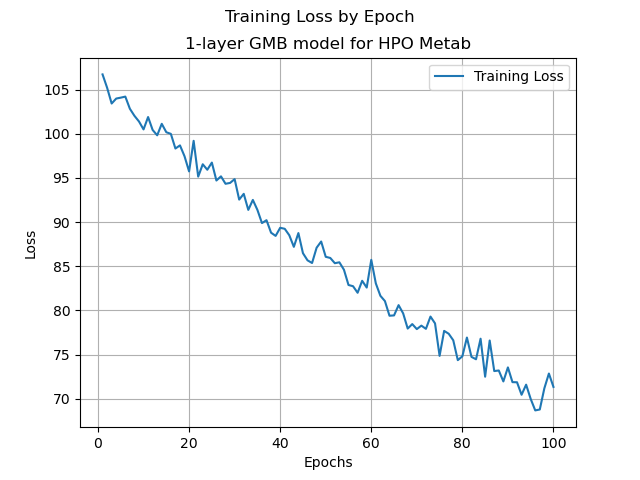 Training Loss by Epoch
1-layer GMB model for HPO Metab
Training Loss
105
100
95
90
85
80
75
70
Loss
0 20 40 60 80 100
Epochs